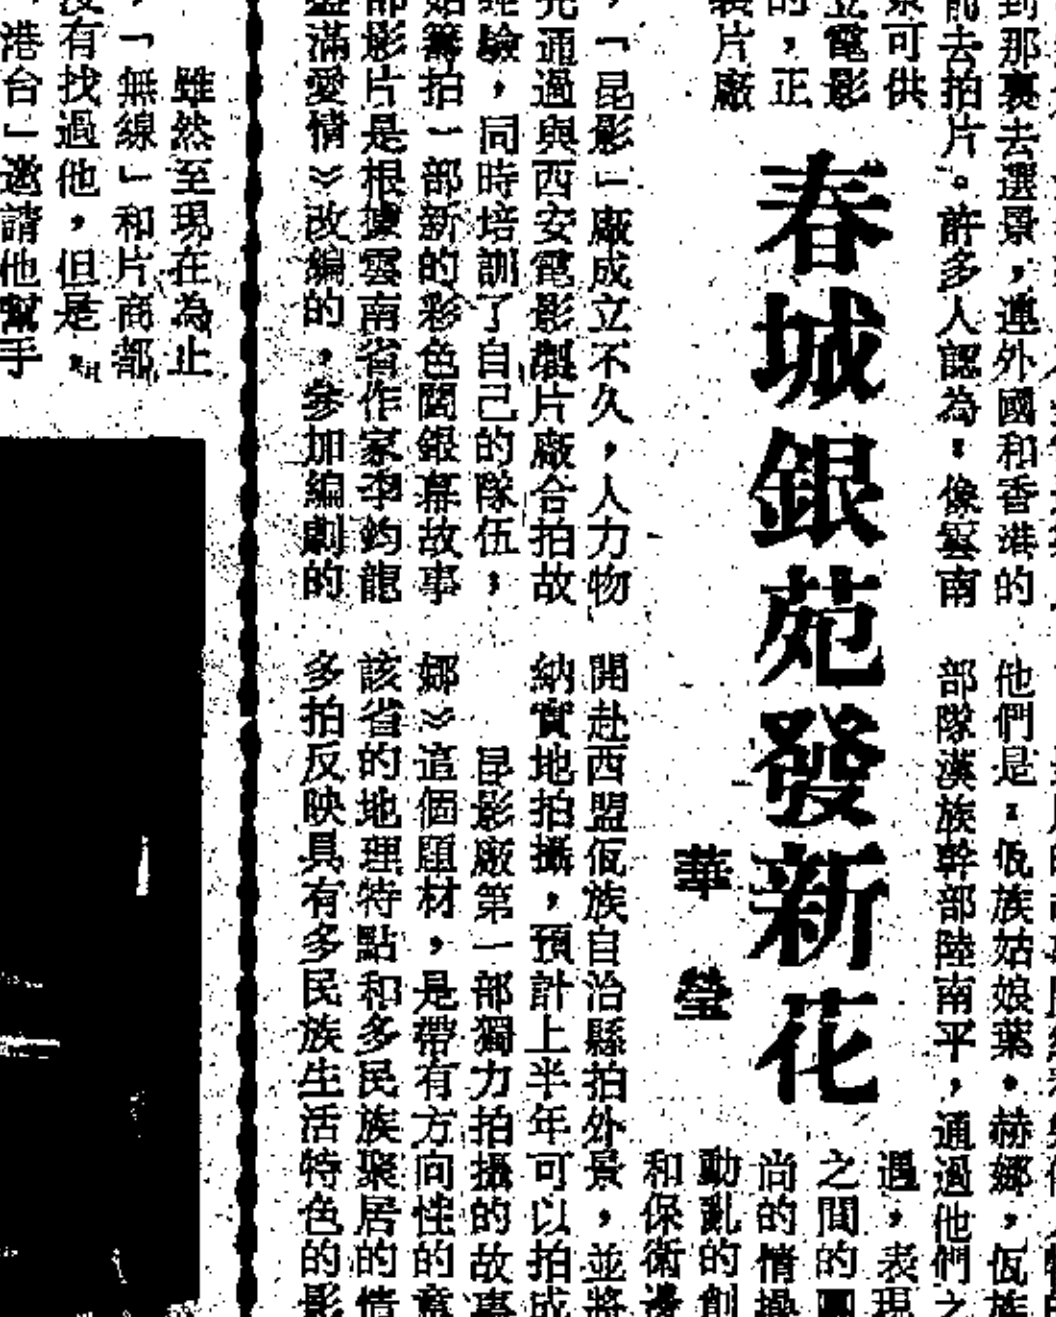 到那裏去選景，連外國和香港的
前去拍片。許多人認為：像雲南
可供
電影
，正
片廠
春城銀苑發新花
華瑩
「昆影」廠成立不久，人力物
通過與西安電影製片廠合拍故
驗，同時培訓了自己的隊伍，
籌拍一部新的彩色闊銀幕故事
部影片是根據雲南省作家李鈞龍
滿愛情》改編的，參加編劇的
他們是：佤族姑娘葉·赫娜，佤族
部隊漢族幹部陸南平，通過他們之
遇，表現
之間的
尚的情操
動亂的創
和保衛邊
開赴西盟佤族自治縣拍外景，並將
納實地拍攝，預計上半年可以拍成
昆影廠第一部獨力拍攝的故事
娜》這個題材，是帶有方向性的意
該省的地理特點和多民族聚居的情
多拍反映具有多民族生活特色的影
雖然至現在為止
「無線」和片商都
沒有找過他，但是，
港台」邀請他幫手